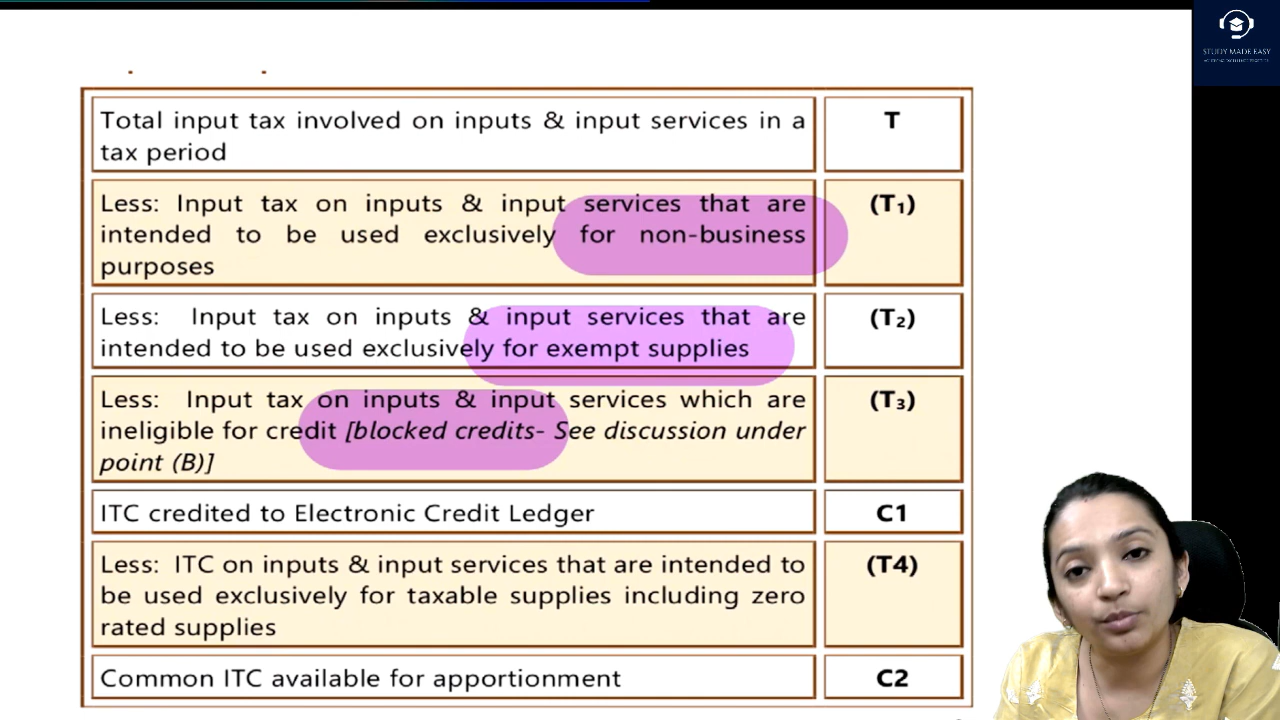 STUDY MADE EASY
Total input tax involved on inputs & input services in a T
tax period
Less: Input tax on inputs & input services that are (T₁)
intended to be used exclusively for non-business
purposes
Less: Input tax on inputs & input services that are (T₂)
intended to be used exclusively for exempt supplies
Less: Input tax on inputs & input services which are (T₃)
ineligible for credit [blocked credits- See discussion under
point (B)]
ITC credited to Electronic Credit Ledger C1
Less: ITC on inputs & input services that are intended to (T4)
be used exclusively for taxable supplies including zero
rated supplies
Common ITC available for apportionment C2